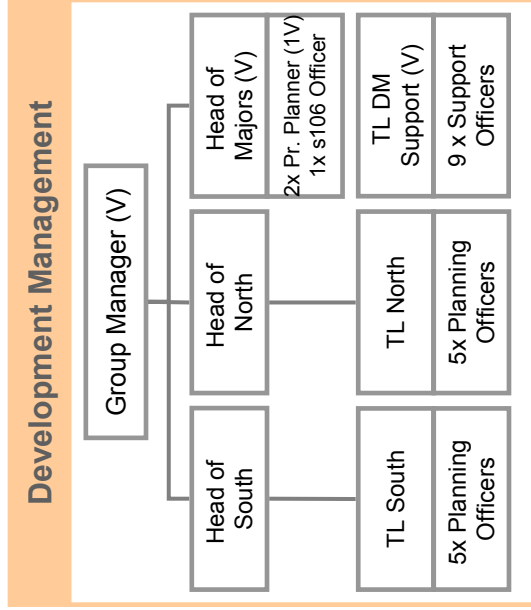 Development Management
Group Manager (V)
Head of
South
Head of
North
Head of
Majors (V)
2x Pr. Planner (1V)
1x s106 Officer
TL South
5x Planning
Officers
TL North
5x Planning
Officers
TL DM
Support (V)
9 x Support
Officers